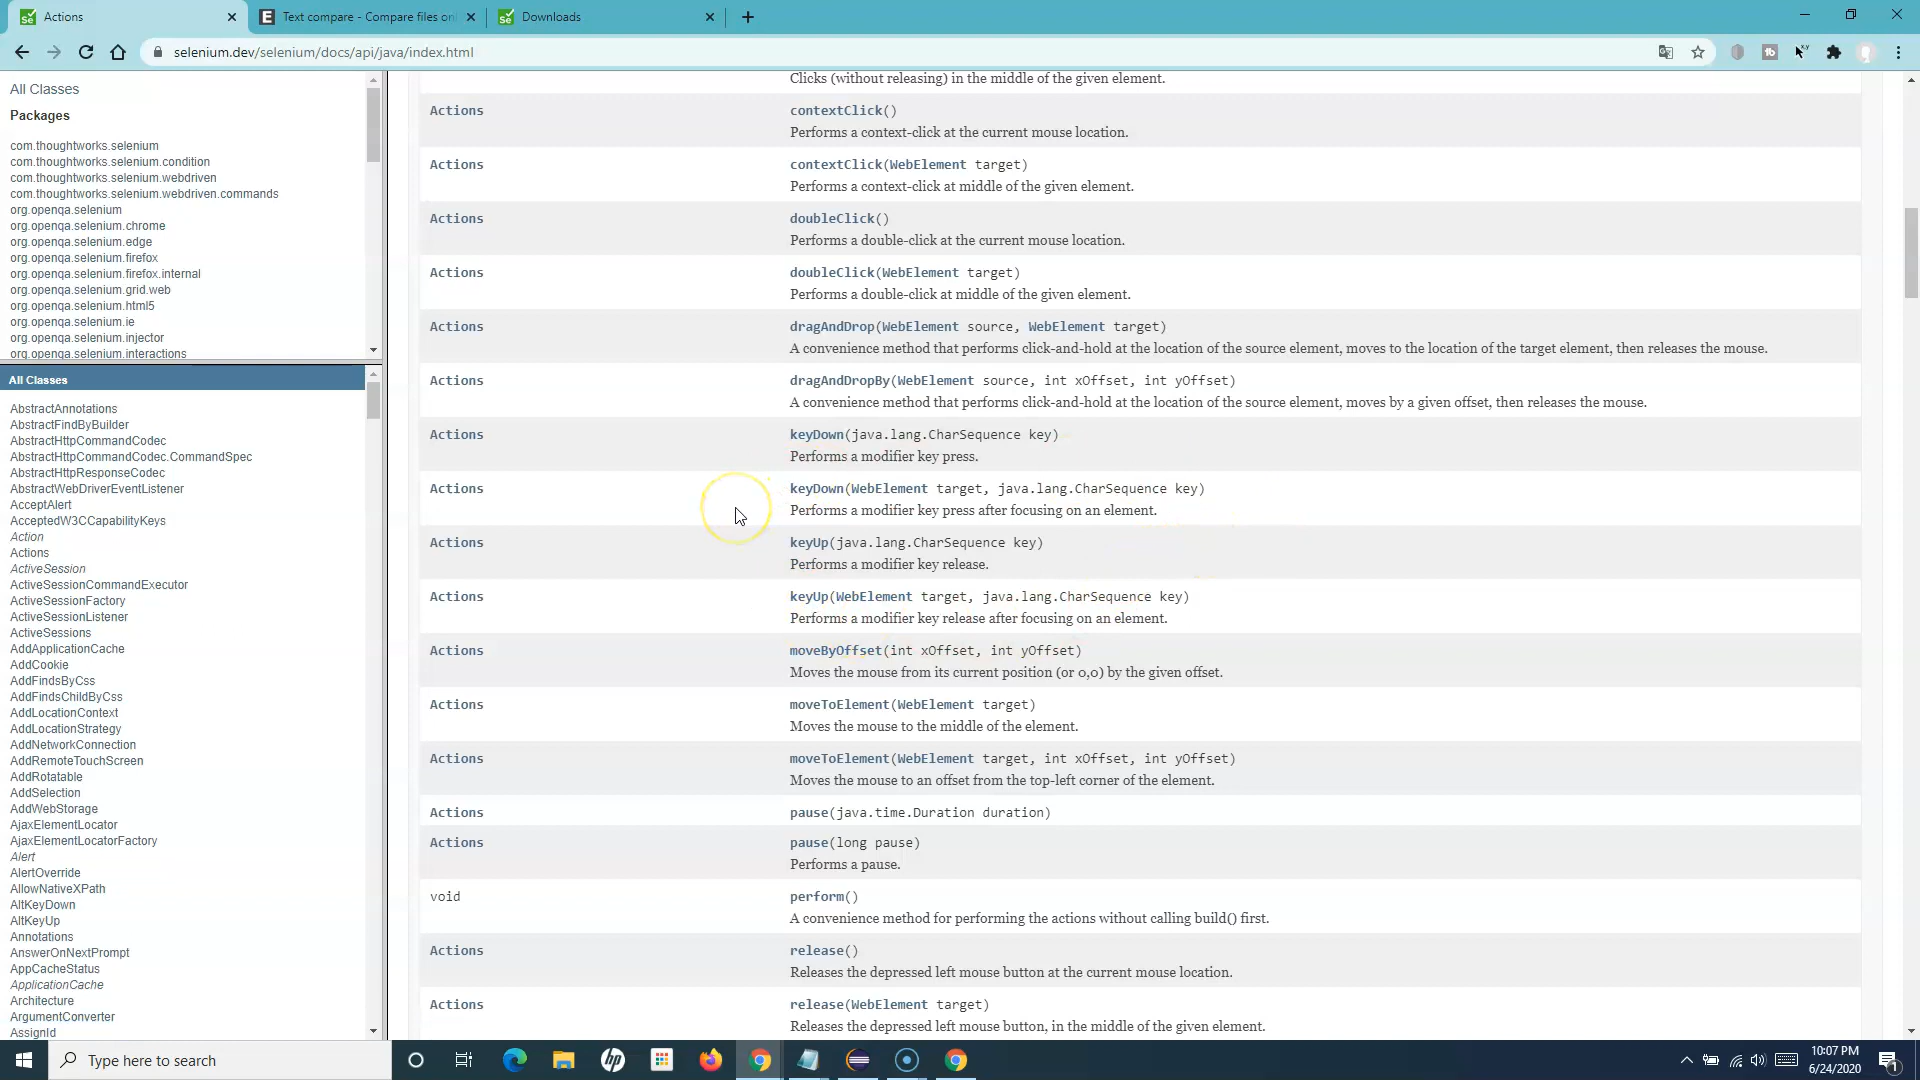 Actions
Text compare - Compare files onl
Downloads
selenium.dev/selenium/docs/api/java/index.html
All Classes
Packages
com.thoughtworks.selenium
com.thoughtworks.selenium.condition
com.thoughtworks.selenium.webdriven
com.thoughtworks.selenium.webdriven.commands
org.openqa.selenium
org.openqa.selenium.chrome
org.openqa.selenium.edge
org.openqa.selenium.firefox
org.openqa.selenium.firefox.internal
org.openqa.selenium.grid.web
org.openqa.selenium.html5
org.openqa.selenium.ie
org.openqa.selenium.injector
org.openqa.selenium.interactions
All Classes
AbstractAnnotations
AbstractFindByBuilder
AbstractHttpCommandCodec
AbstractHttpCommandCodec.CommandSpec
AbstractHttpResponseCodec
AbstractWebDriverEventListener
AcceptAlert
AcceptedW3CCapabilityKeys
Action
Actions
ActiveSession
ActiveSessionCommandExecutor
ActiveSessionFactory
ActiveSessionListener
ActiveSessions
AddApplicationCache
AddCookie
AddFindsByCss
AddFindsChildByCss
AddLocationContext
AddLocationStrategy
AddNetworkConnection
AddRemoteTouchScreen
AddRotatable
AddSelection
AddWebStorage
AjaxElementLocator
AjaxElementLocatorFactory
Alert
AlertOverride
AllowNativeXPath
AltKeyDown
AltKeyUp
Annotations
AnswerOnNextPrompt
AppCacheStatus
ApplicationCache
Architecture
ArgumentConverter
AssignId
Clicks (without releasing) in the middle of the given element.
Actions contextClick()
Performs a context-click at the current mouse location.
Actions contextClick(WebElement target)
Performs a context-click at middle of the given element.
Actions doubleClick()
Performs a double-click at the current mouse location.
Actions doubleClick(WebElement target)
Performs a double-click at middle of the given element.
Actions dragAndDrop(WebElement source, WebElement target)
A convenience method that performs click-and-hold at the location of the source element, moves to the location of the target element, then releases the mouse.
Actions dragAndDropBy(WebElement source, int xOffset, int yOffset)
A convenience method that performs click-and-hold at the location of the source element, moves by a given offset, then releases the mouse.
Actions keyDown(java.lang.CharSequence key)
Performs a modifier key press.
Actions keyDown(WebElement target, java.lang.CharSequence key)
Performs a modifier key press after focusing on an element.
Actions keyUp(java.lang.CharSequence key)
Performs a modifier key release.
Actions keyUp(WebElement target, java.lang.CharSequence key)
Performs a modifier key release after focusing on an element.
Actions moveByOffset(int xOffset, int yOffset)
Moves the mouse from its current position (or 0,0) by the given offset.
Actions moveToElement(WebElement target)
Moves the mouse to the middle of the element.
Actions moveToElement(WebElement target, int xOffset, int yOffset)
Moves the mouse to an offset from the top-left corner of the element.
Actions pause(java.time.Duration duration)
Actions pause(long pause)
Performs a pause.
void perform()
A convenience method for performing the actions without calling build() first.
Actions release()
Releases the depressed left mouse button at the current mouse location.
Actions release(WebElement target)
Releases the depressed left mouse button, in the middle of the given element.
Type here to search
10:07 PM
6/24/2020